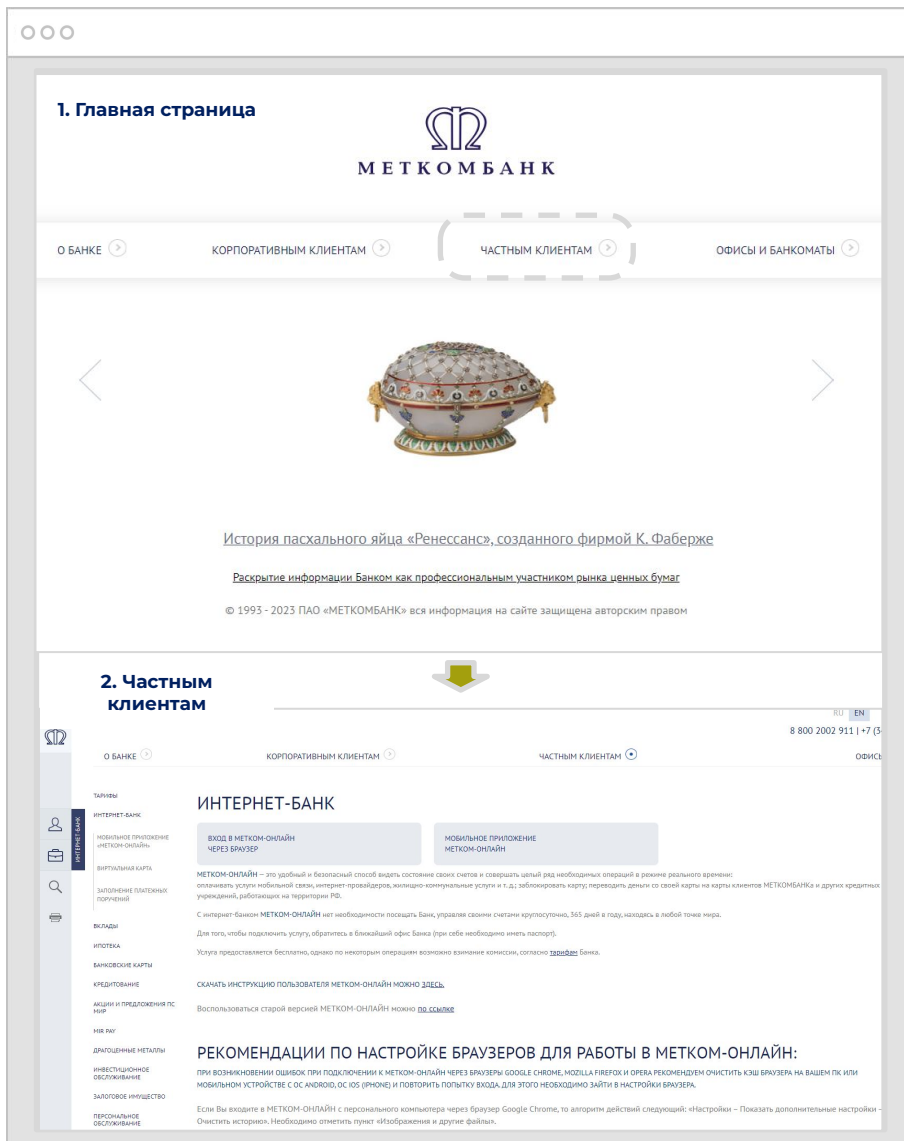 1. Главная страница
МЕТКОМБАНК
О БАНКЕ
КОРПОРАТИВНЫМ КЛИЕНТАМ
ЧАСТНЫМ КЛИЕНТАМ
ОФИСЫ И БАНКОМАТЫ
История пасхального яйца «Ренессанс», созданного фирмой К. Фаберже
Раскрытие информации Банком как профессиональным участником рынка ценных бумаг
© 1993 - 2023 ПАО «МЕТКОМБАНК» вся информация на сайте защищена авторским правом
2. Частным
клиентам
RU EN
8 800 2002 911 | +7 (3
О БАНКЕ
КОРПОРАТИВНЫМ КЛИЕНТАМ
ЧАСТНЫМ КЛИЕНТАМ
ОФИСЫ
ИНТЕРНЕТ-БАНК
ТАРИФЫ
ИНТЕРНЕТ-БАНК
МОБИЛЬНОЕ ПРИЛОЖЕНИЕ
«МЕТКОМ-ОНЛАЙН»
ВИРТУАЛЬНАЯ КАРТА
ЗАПОЛНЕНИЕ ПЛАТЕЖНЫХ
ПОРУЧЕНИЙ
ВКЛАДЫ
ИПОТЕКА
БАНКОВСКИЕ КАРТЫ
КРЕДИТОВАНИЕ
АКЦИИ И ПРЕДЛОЖЕНИЯ ПС
МИР
MIR PAY
ДРАГОЦЕННЫЕ МЕТАЛЛЫ
ИНВЕСТИЦИОННОЕ
ОБСЛУЖИВАНИЕ
ЗАЛОГОВОЕ ИМУЩЕСТВО
ПЕРСОНАЛЬНОЕ
ОБСЛУЖИВАНИЕ
ИНТЕРНЕТ-БАНК
ВХОД В МЕТКОМ-ОНЛАЙН
ЧЕРЕЗ БРАУЗЕР
МОБИЛЬНОЕ ПРИЛОЖЕНИЕ
МЕТКОМ-ОНЛАЙН
МЕТКОМ-ОНЛАЙН – это удобный и безопасный способ видеть состояние своих счетов и совершать целый ряд необходимых операций в режиме реального времени:
оплачивать услуги мобильной связи, интернет-провайдеров, жилищно-коммунальные услуги и т. д.; заблокировать карту; переводить деньги со своей карты на карты клиентов МЕТКОМБАНКа и других кредитных
учреждений, работающих на территории РФ.
С интернет-банком МЕТКОМ-ОНЛАЙН нет необходимости посещать Банк, управляя своими счетами круглосуточно, 365 дней в году, находясь в любой точке мира.
Для того, чтобы подключить услугу, обратитесь в ближайший офис Банка (при себе необходимо иметь паспорт).
Услуга предоставляется бесплатно, однако по некоторым операциям возможно взимание комиссии, согласно тарифам Банка.
СКАЧАТЬ ИНСТРУКЦИЮ ПОЛЬЗОВАТЕЛЯ МЕТКОМ-ОНЛАЙН МОЖНО ЗДЕСЬ.
Воспользоваться старой версией МЕТКОМ-ОНЛАЙН можно по ссылке
РЕКОМЕНДАЦИИ ПО НАСТРОЙКЕ БРАУЗЕРОВ ДЛЯ РАБОТЫ В МЕТКОМ-ОНЛАЙН:
ПРИ ВОЗНИКНОВЕНИИ ОШИБОК ПРИ ПОДКЛЮЧЕНИИ К МЕТКОМ-ОНЛАЙН ЧЕРЕЗ БРАУЗЕРЫ GOOGLE CHROME, MOZILLA FIREFOX И OPERA РЕКОМЕНДУЕМ ОЧИСТИТЬ КЭШ БРАУЗЕРА НА ВАШЕМ ПК ИЛИ
МОБИЛЬНОМ УСТРОЙСТВЕ С ОС ANDROID, ОС IOS (IPHONE) И ПОВТОРИТЬ ПОПЫТКУ ВХОДА. ДЛЯ ЭТОГО НЕОБХОДИМО ЗАЙТИ В НАСТРОЙКИ БРАУЗЕРА.
Если Вы входите в МЕТКОМ-ОНЛАЙН с персонального компьютера через браузер Google Chrome, то алгоритм действий следующий: «Настройки – Показать дополнительные настройки –
Очистить историю». Необходимо отметить пункт «Изображения и другие файлы».